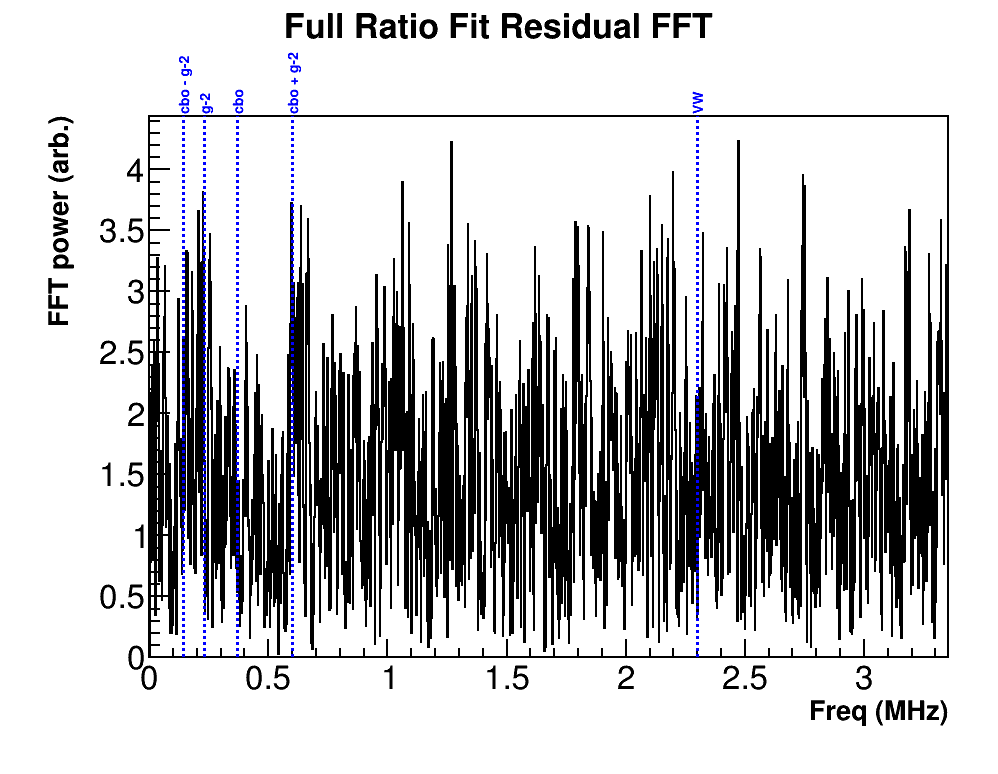 Full Ratio Fit Residual FFT
cbo - g-2
g-2
cbo
cbo + g-2
VW
FFT power (arb.)
4
3.5
3
2.5
2
1.5
1
0.5
0
0 0.5 1 1.5 2 2.5 3
Freq (MHz)